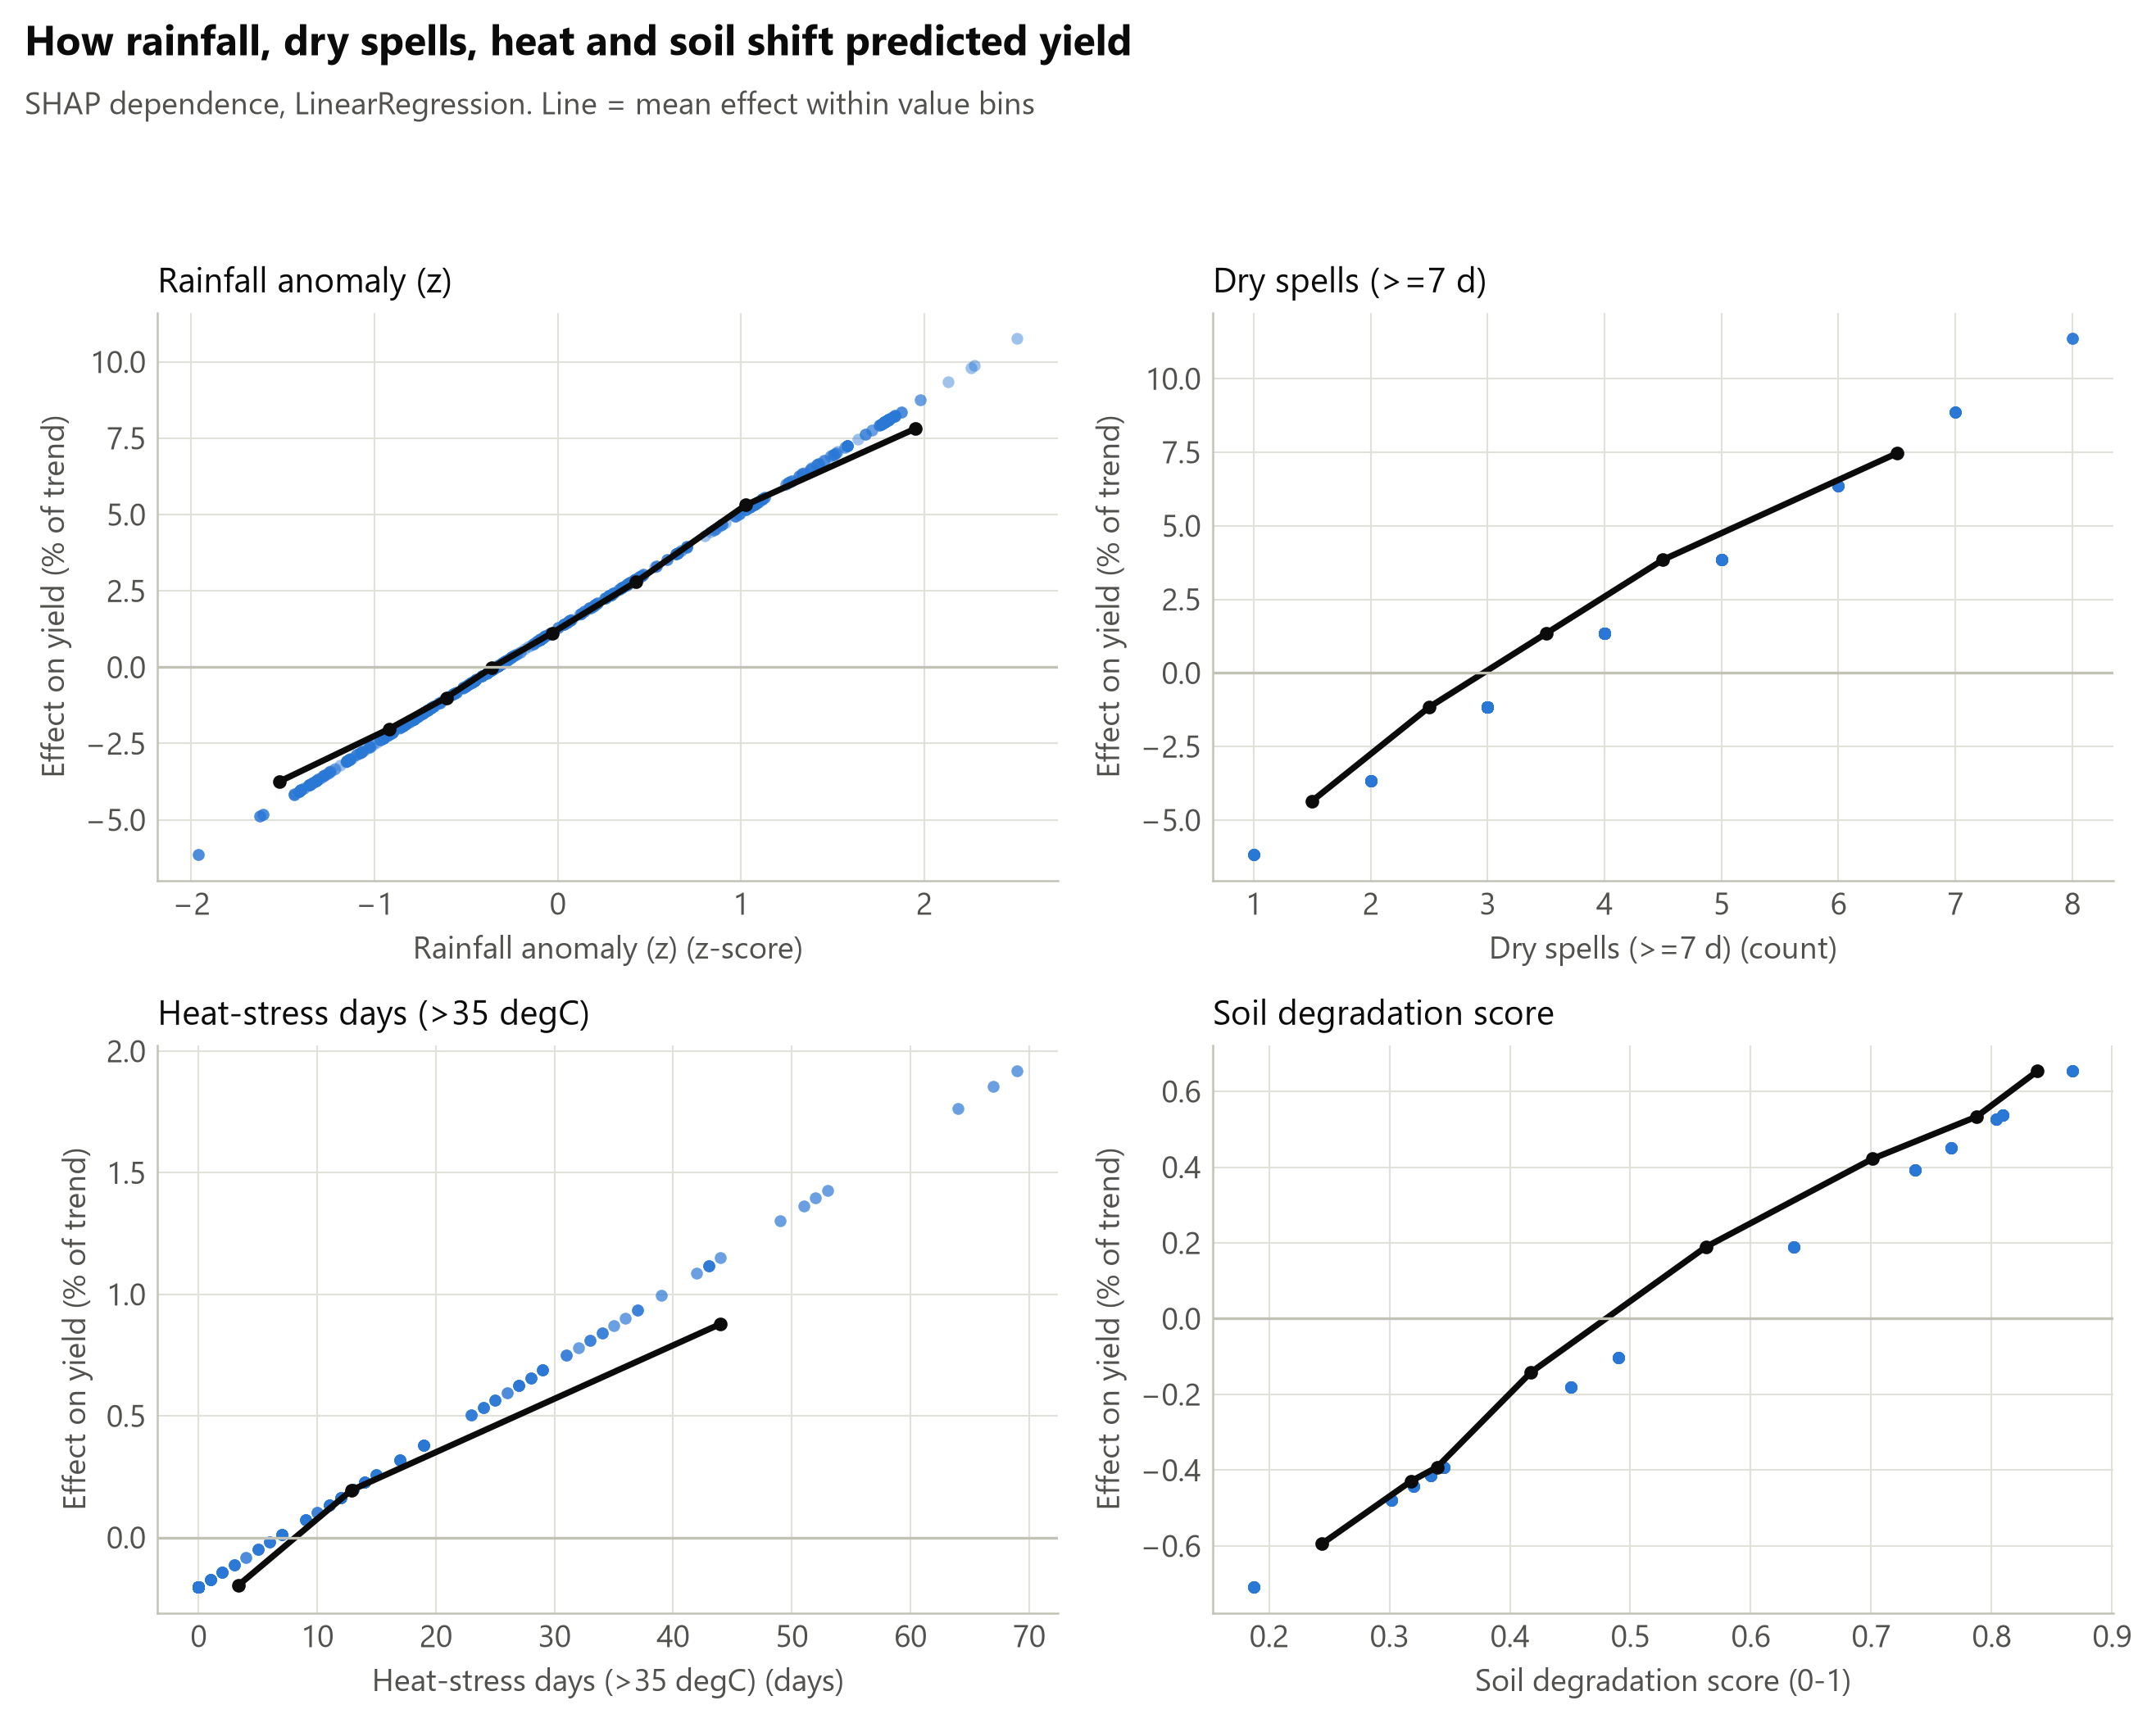 How rainfall, dry spells, heat and soil shift predicted yield
SHAP dependence, LinearRegression. Line = mean effect within value bins
Rainfall anomaly (z)
Effect on yield (% of trend)
10.0
7.5
5.0
2.5
0.0
−2.5
−5.0
−2 −1 0 1 2
Rainfall anomaly (z) (z-score)
Dry spells (>=7 d)
Effect on yield (% of trend)
10.0
7.5
5.0
2.5
0.0
−2.5
−5.0
1 2 3 4 5 6 7 8
Dry spells (>=7 d) (count)
Heat-stress days (>35 degC)
Effect on yield (% of trend)
2.0
1.5
1.0
0.5
0.0
0 10 20 30 40 50 60 70
Heat-stress days (>35 degC) (days)
Soil degradation score
Effect on yield (% of trend)
0.6
0.4
0.2
0.0
−0.2
−0.4
−0.6
0.2 0.3 0.4 0.5 0.6 0.7 0.8 0.9
Soil degradation score (0-1)